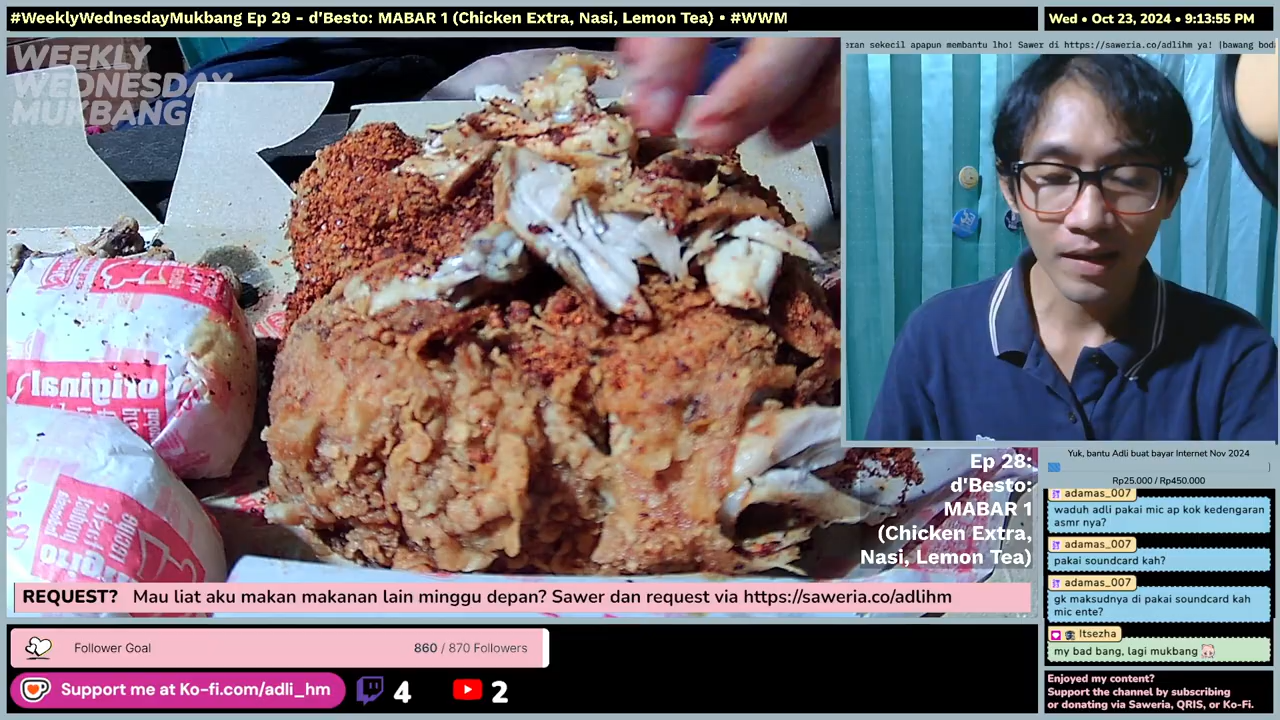 #WeeklyWednesdayMukbang Ep 29 - d'Besto: MABAR 1 (Chicken Extra, Nasi, Lemon Tea) • #WWM
Wed • Oct 23, 2024 • 9:13:55 PM
eran sekecil apapun membantu lho! Sawer di https://saweria.co/adlihm ya! |bawang bodi
WEEKLY
WEDNESDAY
MUKBANG
original
Ep 28:
d'Besto:
MABAR 1
(Chicken Extra,
Nasi, Lemon Tea)
REQUEST? Mau liat aku makan makanan lain minggu depan? Sawer dan request via https://saweria.co/adlihm
Yuk, bantu Adli buat bayar Internet Nov 2024
Rp25.000 / Rp450.000
adamas_007
waduh adli pakai mic ap kok kedengaran
asmr nya?
adamas_007
pakai soundcard kah?
adamas_007
gk maksudnya di pakai soundcard kah
mic ente?
Itsezha
my bad bang, lagi mukbang
Follower Goal
860 / 870 Followers
Support me at Ko-fi.com/adli_hm
4
2
Enjoyed my content?
Support the channel by subscribing
or donating via Saweria, QRIS, or Ko-Fi.